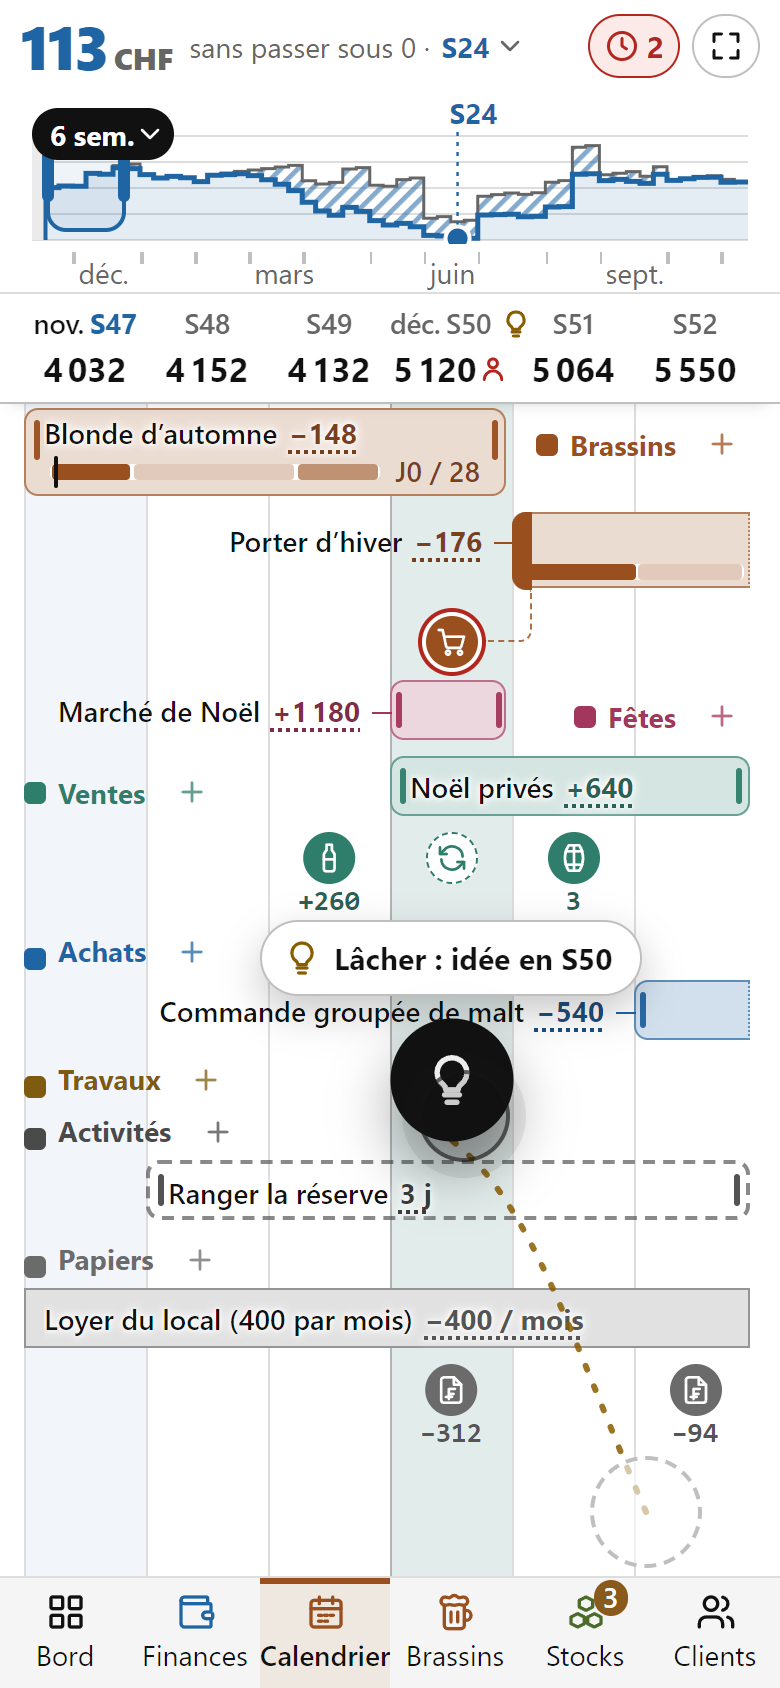 113 CHF sans passer sous 0 · S24
2
S24
6 sem.
déc. mars juin sept.
nov. S47 S48 S49 déc. S50 S51 S52
4 032 4 152 4 132 5 120 5 064 5 550
Blonde d’automne −148
J0 / 28
Brassins +
Porter d’hiver −176
Marché de Noël +1 180
Fêtes +
Ventes +
Noël privés +640
+260
3
Achats +
Lâcher : idée en S50
Commande groupée de malt −540
Travaux +
Activités +
Ranger la réserve 3 j
Papiers +
Loyer du local (400 par mois) −400 / mois
−312
−94
3
Bord Finances Calendrier Brassins Stocks Clients